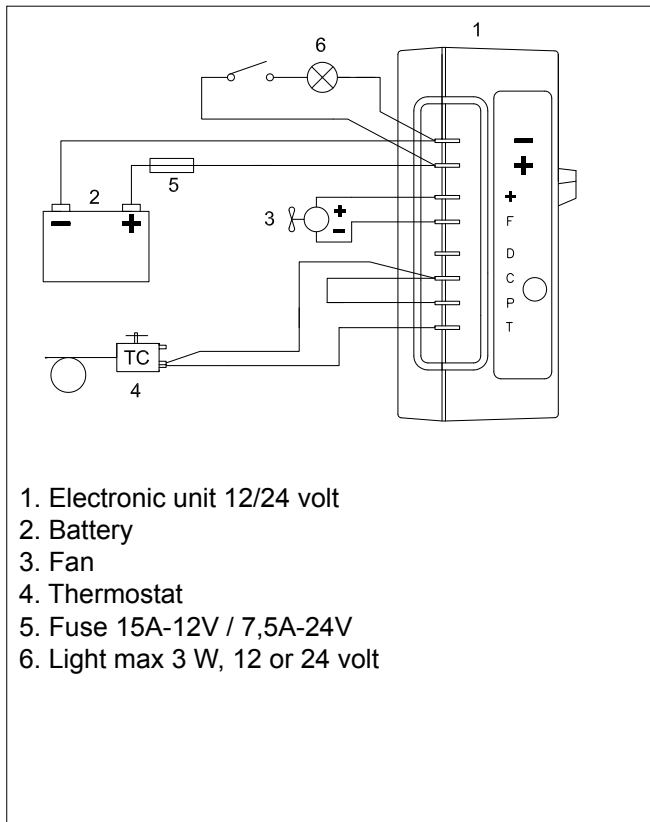 1
6
−
+
2
− +
5
+
F
3
+
−
D
C
P
T
TC
4
1. Electronic unit 12/24 volt
2. Battery
3. Fan
4. Thermostat
5. Fuse 15A-12V / 7,5A-24V
6. Light max 3 W, 12 or 24 volt